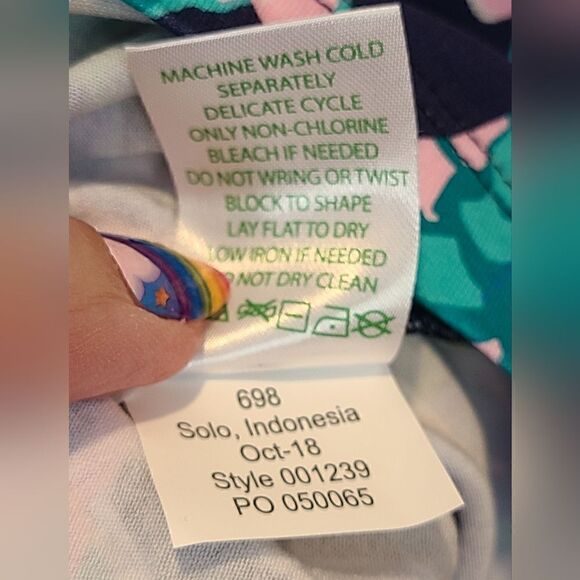 MACHINE WASH COLD
SEPARATELY
DELICATE CYCLE
ONLY NON-CHLORINE
BLEACH IF NEEDED
DO NOT WRING OR TWIST
BLOCK TO SHAPE
LAY FLAT TO DRY
LOW IRON IF NEEDED
NOT DRY CLEAN
698
Solo, Indonesia
Oct-18
Style 001239
PO 050065